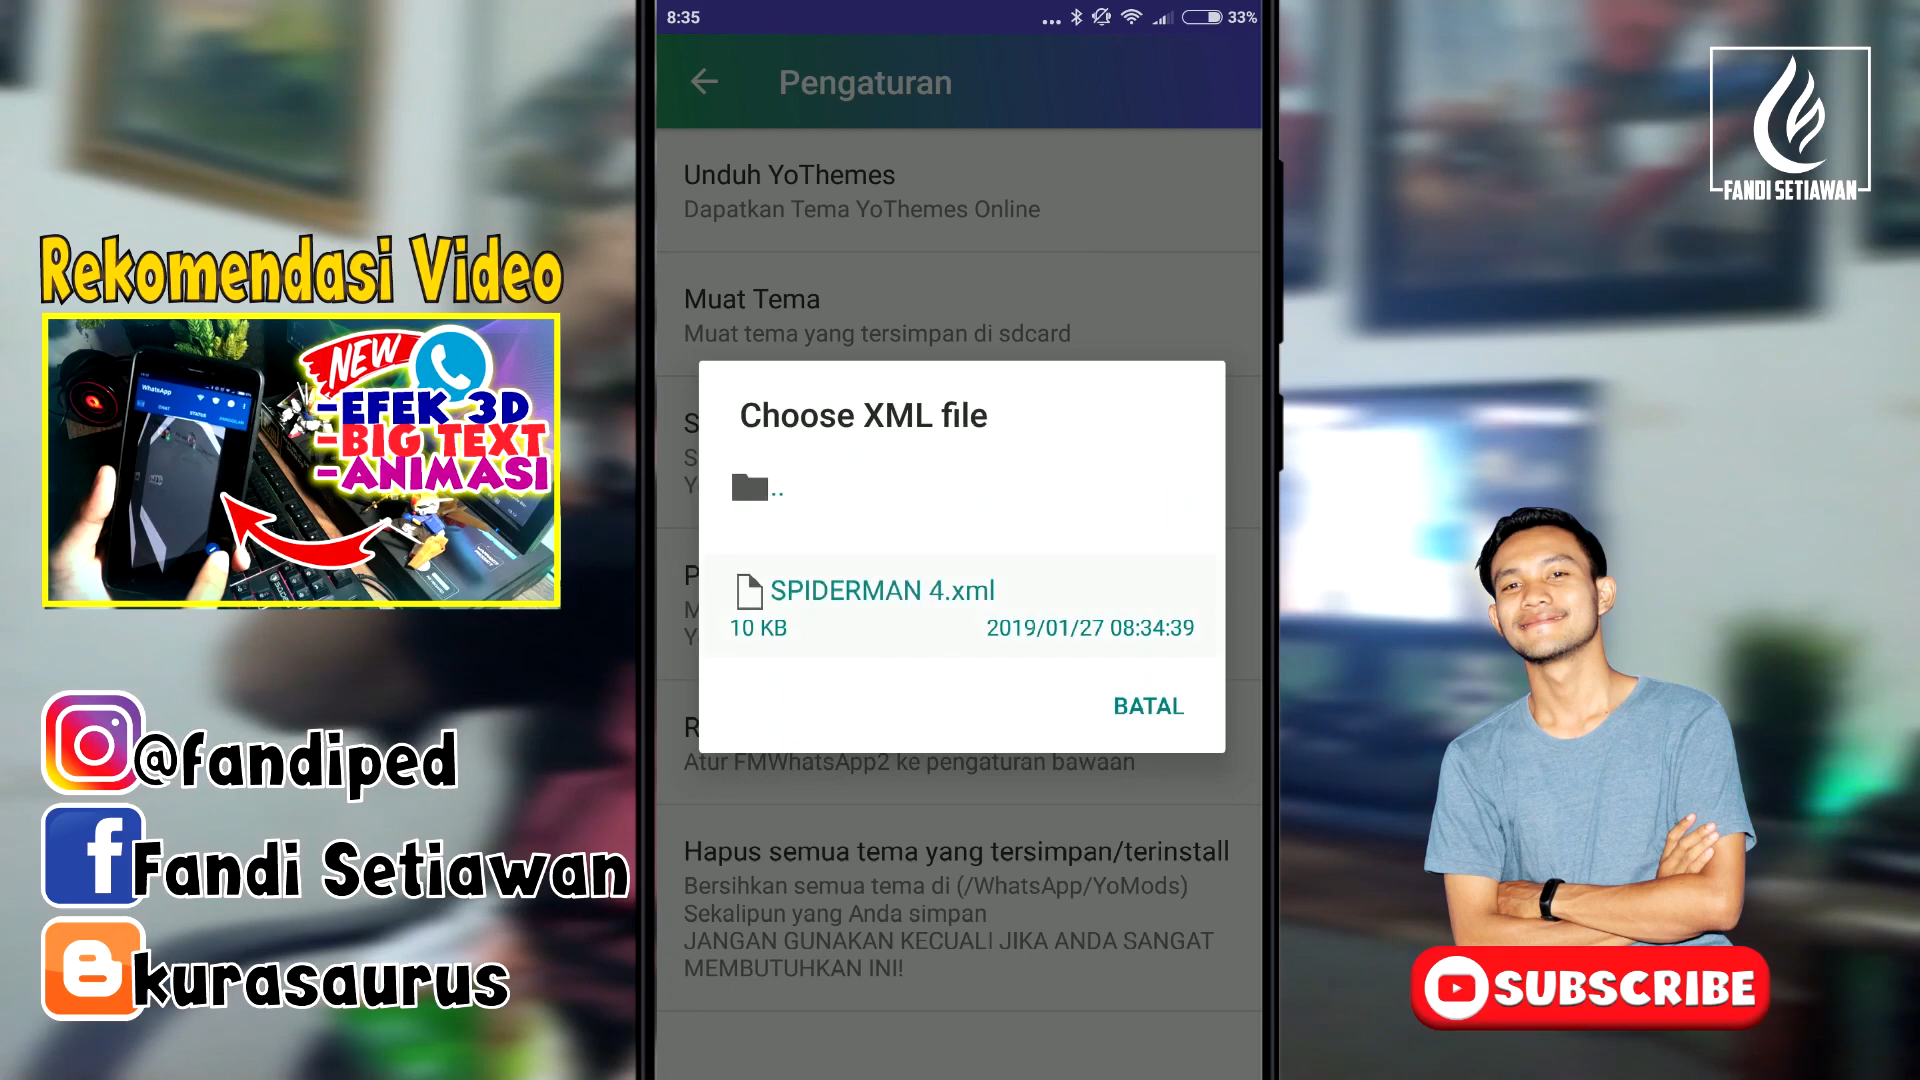 8:35
33%
Pengaturan
FANDI SETIAWAN
Unduh YoThemes
Dapatkan Tema YoThemes Online
Rekomendasi Video
Muat Tema
Muat tema yang tersimpan di sdcard
NEW
-EFEK 3D
-BIG TEXT
-ANIMASI
WhatsApp
CHAT
STATUS
S
S
Y
Choose XML file
..
SPIDERMAN 4.xml
10 KB
2019/01/27 08:34:39
BATAL
P
M
Y
R
Atur FMWhatsApp2 ke pengaturan bawaan
@fandiped
Fandi Setiawan
kurasaurus
Hapus semua tema yang tersimpan/terinstall
Bersihkan semua tema di (/WhatsApp/YoMods)
Sekalipun yang Anda simpan
JANGAN GUNAKAN KECUALI JIKA ANDA SANGAT
MEMBUTUHKAN INI!
SUBSCRIBE